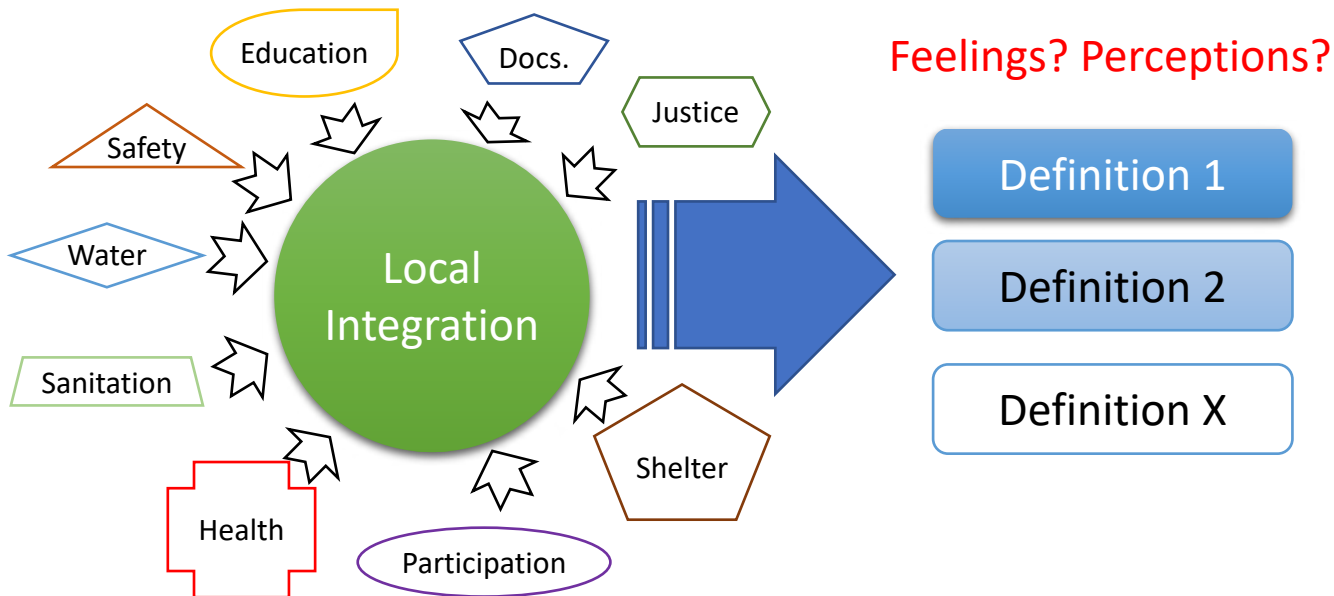 Education
Docs.
Feelings? Perceptions?
Justice
Safety
Definition 1
Water
Local
Integration
Definition 2
Sanitation
Definition X
Shelter
Health
Participation